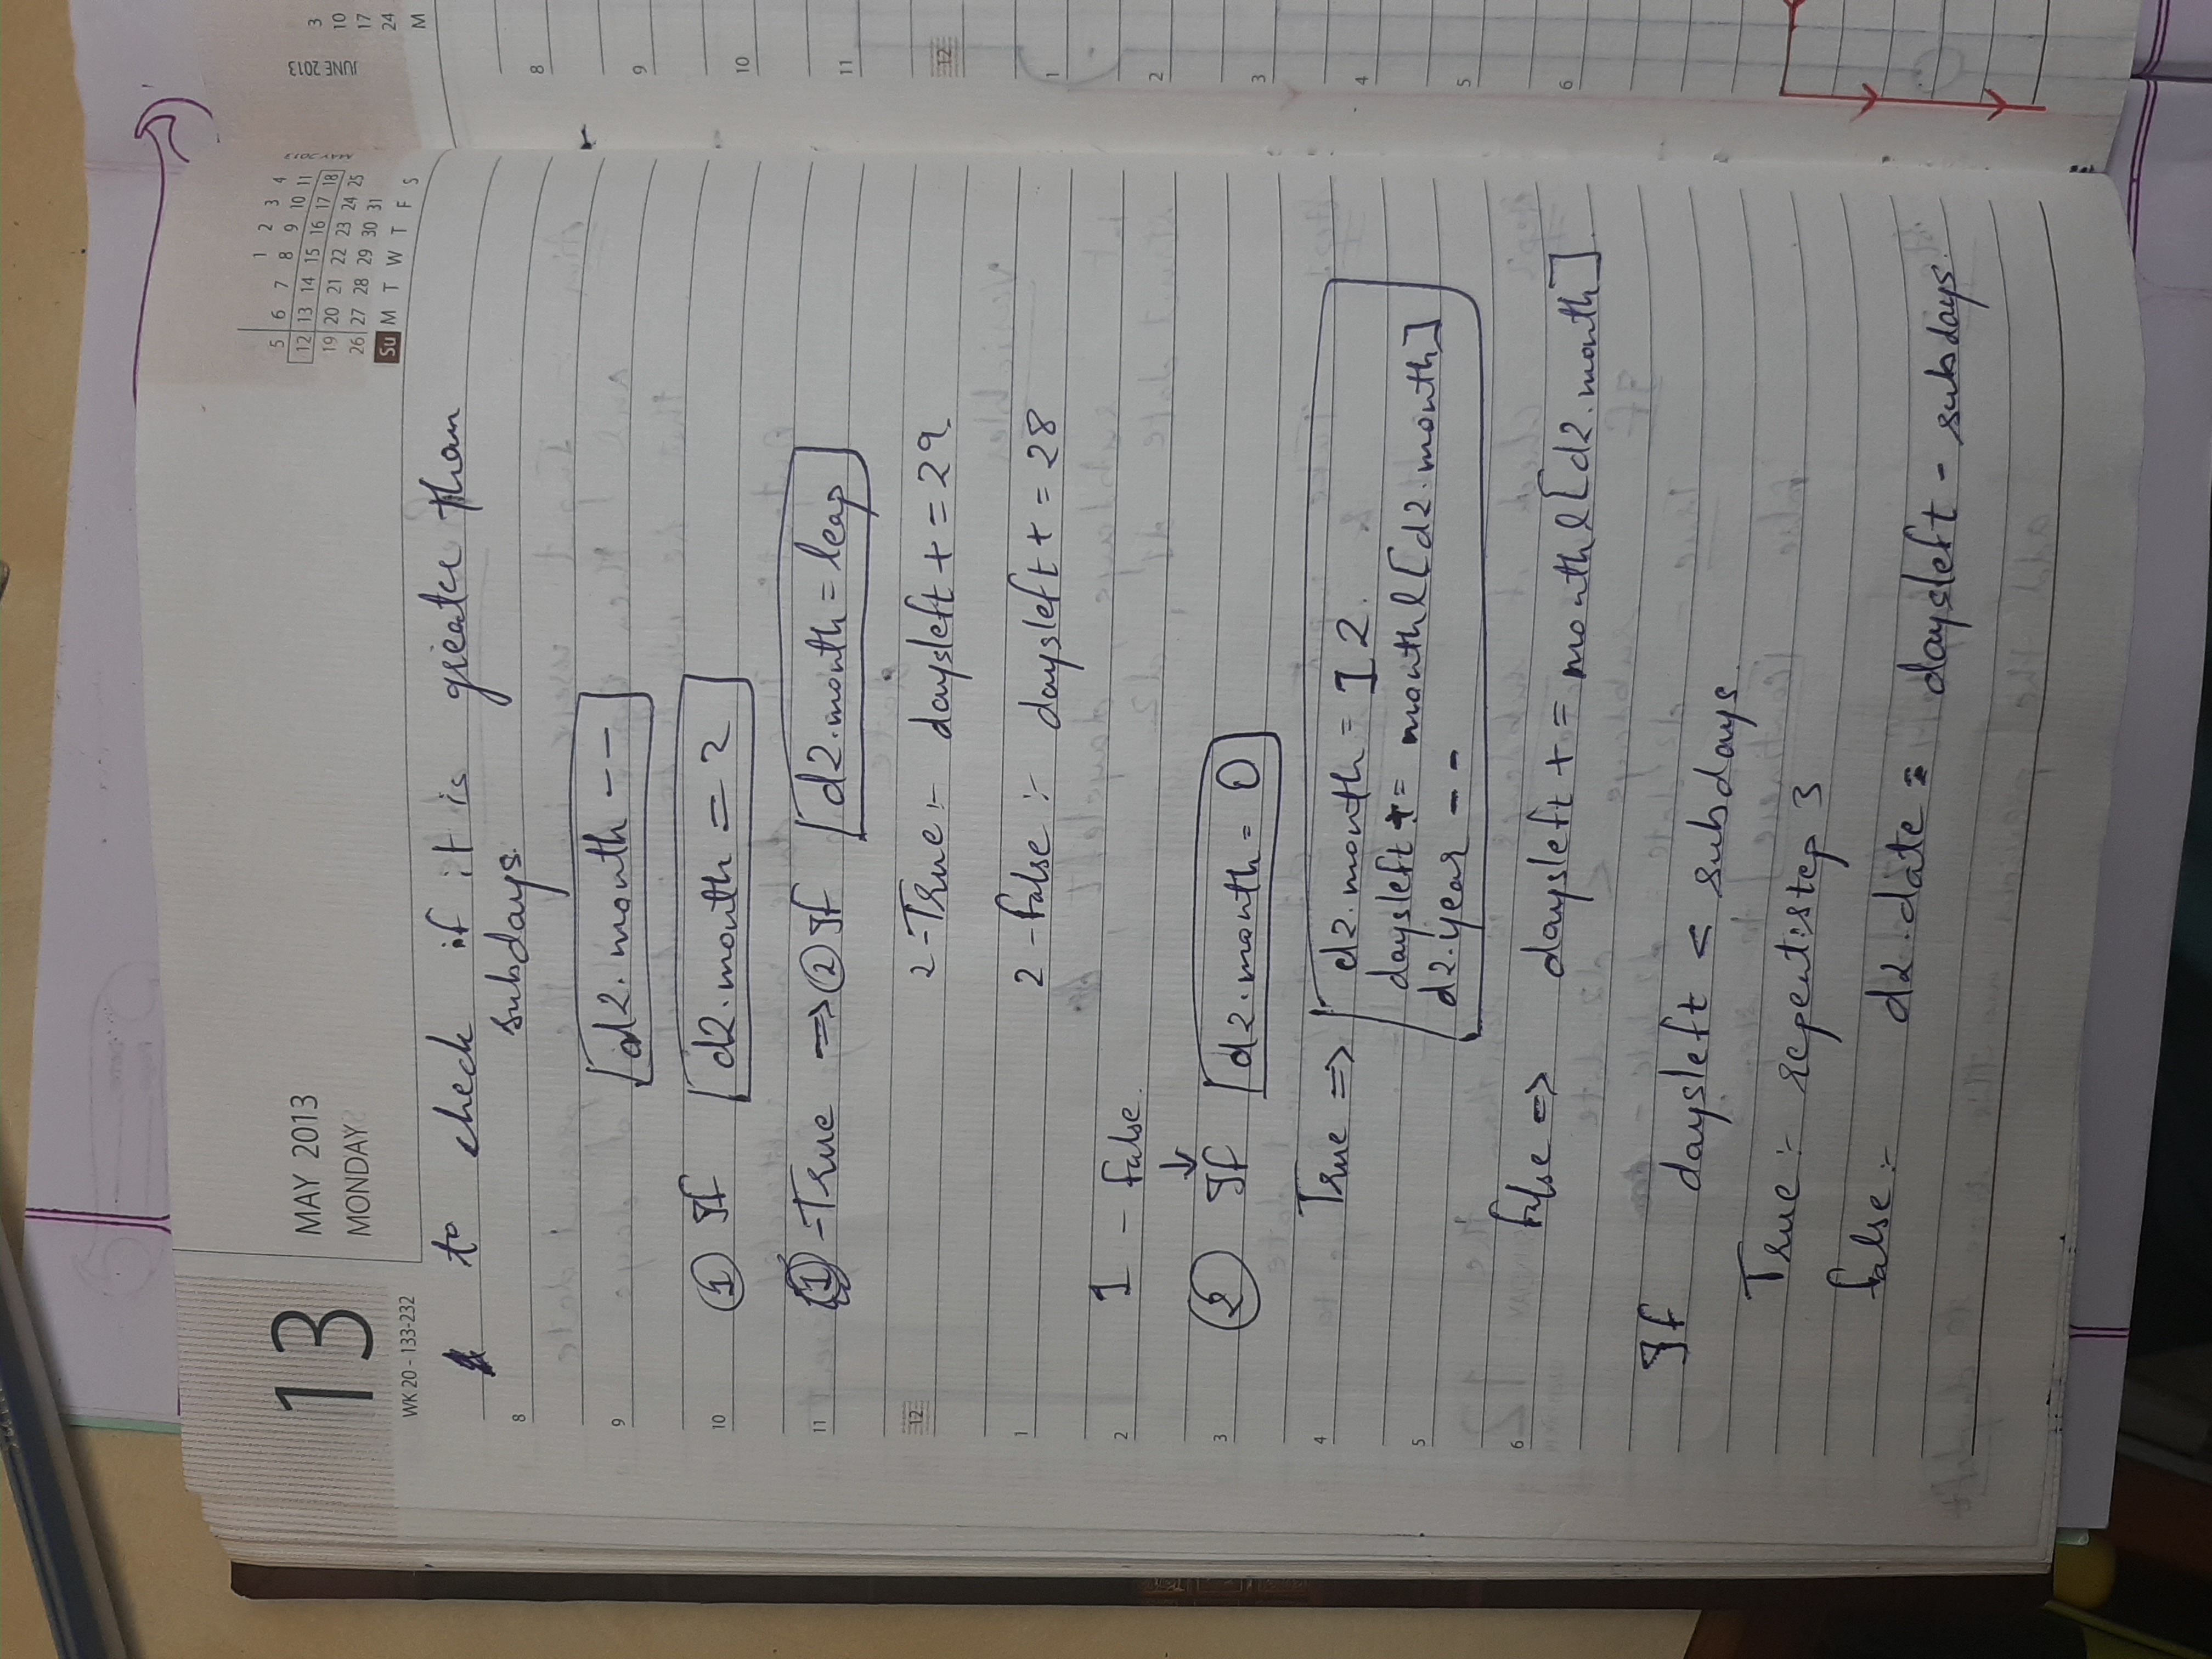 13
MAY 2013
MONDAY
WK 20 - 133-232
1 2 3 4
5 6 7 8 9 10 11
12 13 14 15 16 17 18
19 20 21 22 23 24 25
26 27 28 29 30 31
Su M T W T F S
MAY 2013
JUNE 2013
3
10
17
24
M
to check if it is greater than
subdays.
8
d2.month --
9
① If d2.month = 2
10
① - True => ② If d2.month = leap
11
2 - True :- daysleft += 29
12
2 - false :- daysleft += 28
1
1 - false.
2
↓
② If d2.month = 0
3
True => d2.month = 12.
4
daysleft += monthl[d2.month]
d2.year --
5
false => daysleft += monthl[d2.month].
6
If daysleft < subdays.
True :- repeat step 3
false :- d2.date = daysleft - subdays.
8
9
10
11
12
1
2
3
4
5
6